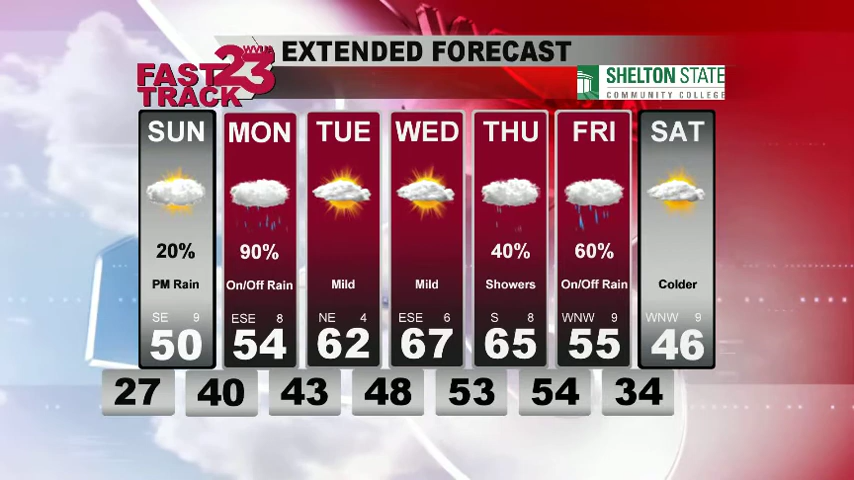 WVUA
23
FAST
TRACK
EXTENDED FORECAST
SHELTON STATE
COMMUNITY COLLEGE
SUN MON TUE WED THU FRI SAT
20% 90% 40% 60%
PM Rain On/Off Rain Mild Mild Showers On/Off Rain Colder
SE 9 ESE 8 NE 4 ESE 6 S 8 WNW 9 WNW 9
50 54 62 67 65 55 46
27 40 43 48 53 54 34